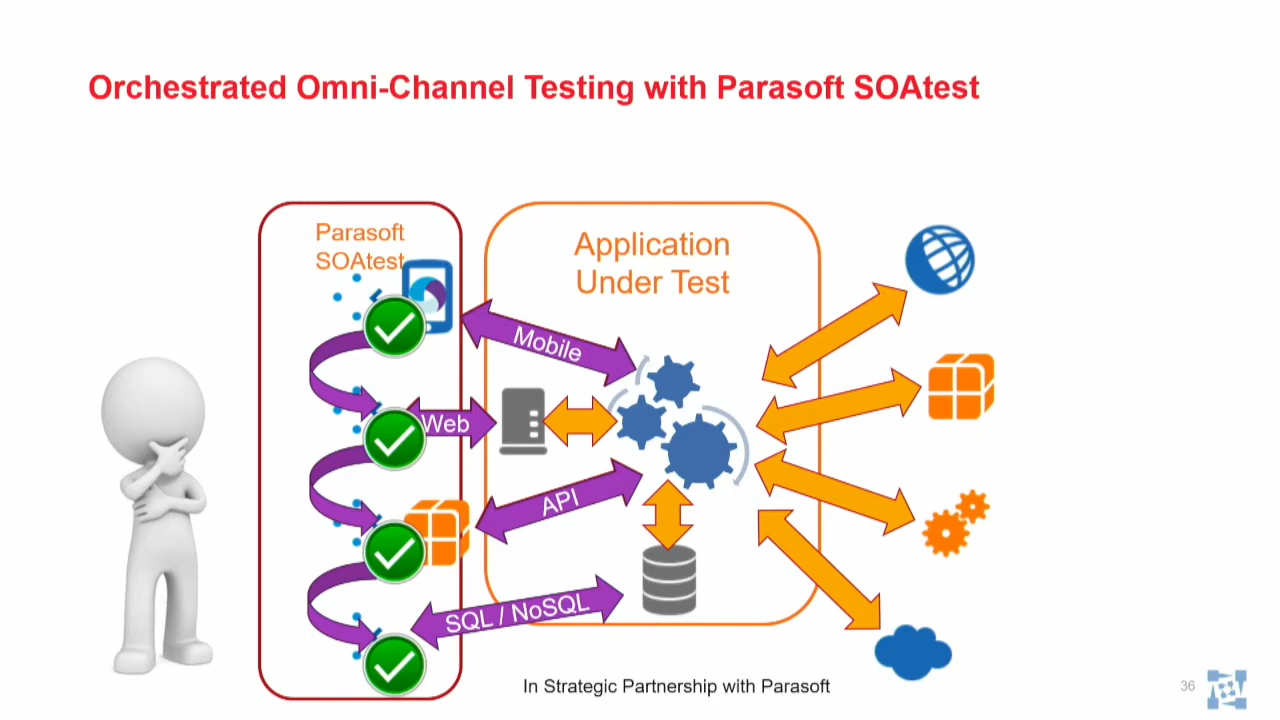 Orchestrated Omni-Channel Testing with Parasoft SOAtest
Parasoft
SOAtest
Application
Under Test
Mobile
Web
API
SQL / NoSQL
In Strategic Partnership with Parasoft
36